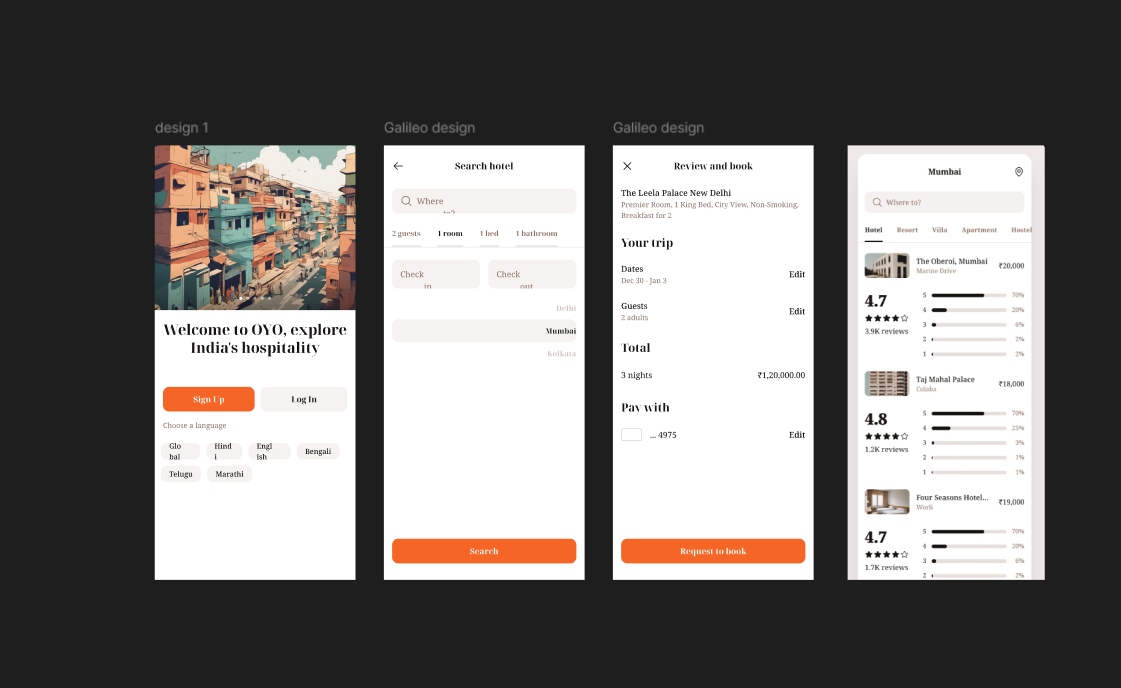 design 1
Welcome to OYO, explore
India's hospitality
Sign Up
Log In
Choose a language
Glo
bal
Hind
i
Engl
ish
Bengali
Telugu
Marathi
Galileo design
Search hotel
Where
to?
2 guests
1 room
1 bed
1 bathroom
Check
in
Check
out
Delhi
Mumbai
Kolkata
Search
Galileo design
Review and book
The Leela Palace New Delhi
Premier Room, 1 King Bed, City View, Non-Smoking,
Breakfast for 2
Your trip
Dates
Dec 30 - Jan 3
Edit
Guests
2 adults
Edit
Total
3 nights
₹1,20,000.00
Pay with
... 4975
Edit
Request to book
Mumbai
Where to?
Hotel
Resort
Villa
Apartment
Hostel
The Oberoi, Mumbai
Marine Drive
₹20,000
4.7
3.9K reviews
5 70%
4 20%
3 6%
2 2%
1 2%
Taj Mahal Palace
Colaba
₹18,000
4.8
1.2K reviews
5 70%
4 25%
3 3%
2 1%
1 1%
Four Seasons Hotel...
Worli
₹19,000
4.7
1.7K reviews
5 70%
4 20%
3 6%
2 2%